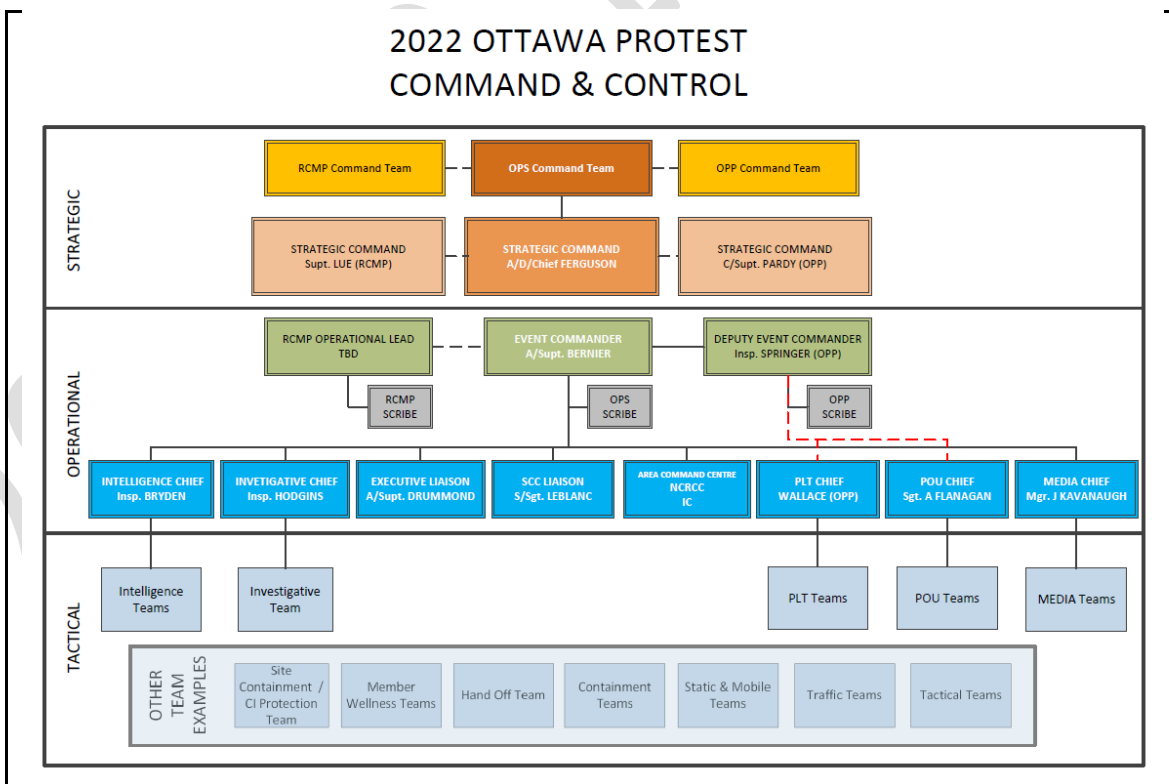 2022 OTTAWA PROTEST
COMMAND & CONTROL
STRATEGIC
RCMP Command Team
OPS Command Team
OPP Command Team
STRATEGIC COMMAND
Supt. LUE (RCMP)
STRATEGIC COMMAND
A/D/Chief FERGUSON
STRATEGIC COMMAND
C/Supt. PARDY (OPP)
OPERATIONAL
RCMP OPERATIONAL LEAD
TBD
EVENT COMMANDER
A/Supt. BERNIER
DEPUTY EVENT COMMANDER
Insp. SPRINGER (OPP)
RCMP
SCRIBE
OPS
SCRIBE
OPP
SCRIBE
INTELLIGENCE CHIEF
Insp. BRYDEN
INVETIGATIVE CHIEF
Insp. HODGINS
EXECUTIVE LIAISON
A/Supt. DRUMMOND
SCC LIAISON
S/Sgt. LEBLANC
AREA COMMAND CENTRE
NCRCC
IC
PLT CHIEF
WALLACE (OPP)
POU CHIEF
Sgt. A FLANAGAN
MEDIA CHIEF
Mgr. J KAVANAUGH
TACTICAL
Intelligence
Teams
Investigative
Team
PLT Teams
POU Teams
MEDIA Teams
OTHER
TEAM
EXAMPLES
Site
Containment /
CI Protection
Team
Member
Wellness Teams
Hand Off Team
Containment
Teams
Static & Mobile
Teams
Traffic Teams
Tactical Teams